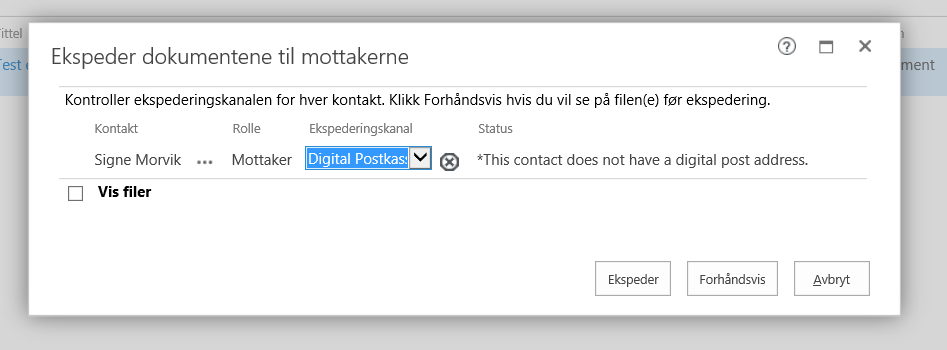 Tittel
Ekspeder dokumentene til mottakerne
Test
ment
Kontroller ekspederingskanalen for hver kontakt. Klikk Forhåndsvis hvis du vil se på filen(e) før ekspedering.
Kontakt Rolle Ekspederingskanal Status
Signe Morvik ... Mottaker Digital Postkas *This contact does not have a digital post address.
Vis filer
Ekspeder Forhåndsvis Avbryt